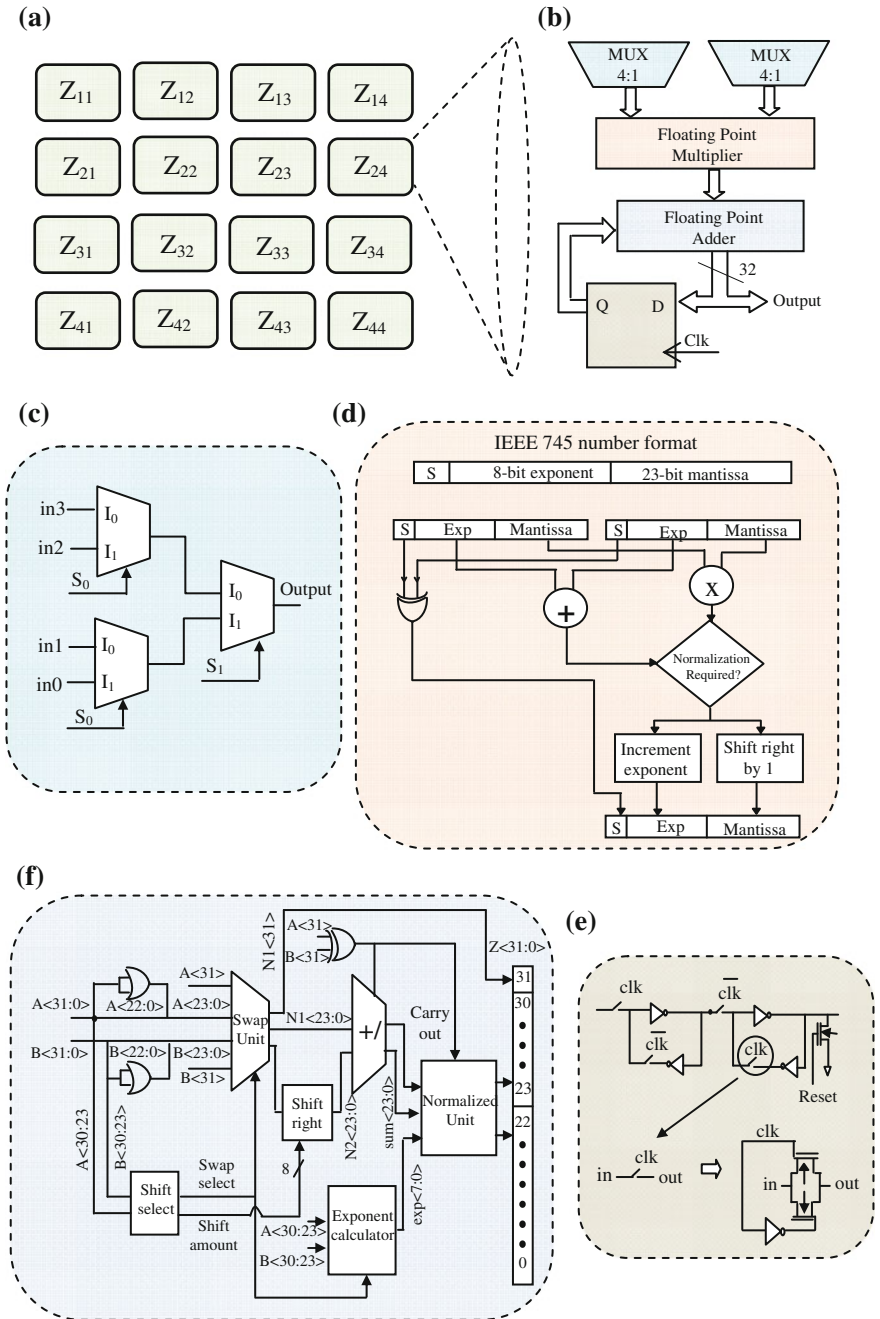 (a)
Z11 Z12 Z13 Z14
Z21 Z22 Z23 Z24
Z31 Z32 Z33 Z34
Z41 Z42 Z43 Z44
(b)
MUX
4:1
MUX
4:1
Floating Point
Multiplier
Floating Point
Adder
32
Output
Q D
Clk
(c)
in3 I0
in2 I1
S0
in1 I0
in0 I1
S0
I0
I1
S1
Output
(d)
IEEE 745 number format
S 8-bit exponent 23-bit mantissa
S Exp Mantissa
S Exp Mantissa
+
X
Normalization
Required?
Increment
exponent
Shift right
by 1
S Exp Mantissa
(f)
A<31:0>
B<31:0>
A<22:0>
B<22:0>
A<31>
A<23:0>
B<23:0>
B<31>
Swap
Unit
N1<31>
A<31>
B<31>
N1<23:0>
+/
Carry
out
Z<31:0>
31
30
23
22
0
Shift
right
N2<23:0>
sum<23:0>
Normalized
Unit
A<30:23
B<30:23>
Shift
select
Swap
select
Shift
amount
8
A<30:23>
B<30:23>
Exponent
calculator
exp<7:0>
(e)
clk
clk
clk
clk
Reset
clk
in out
clk
in out